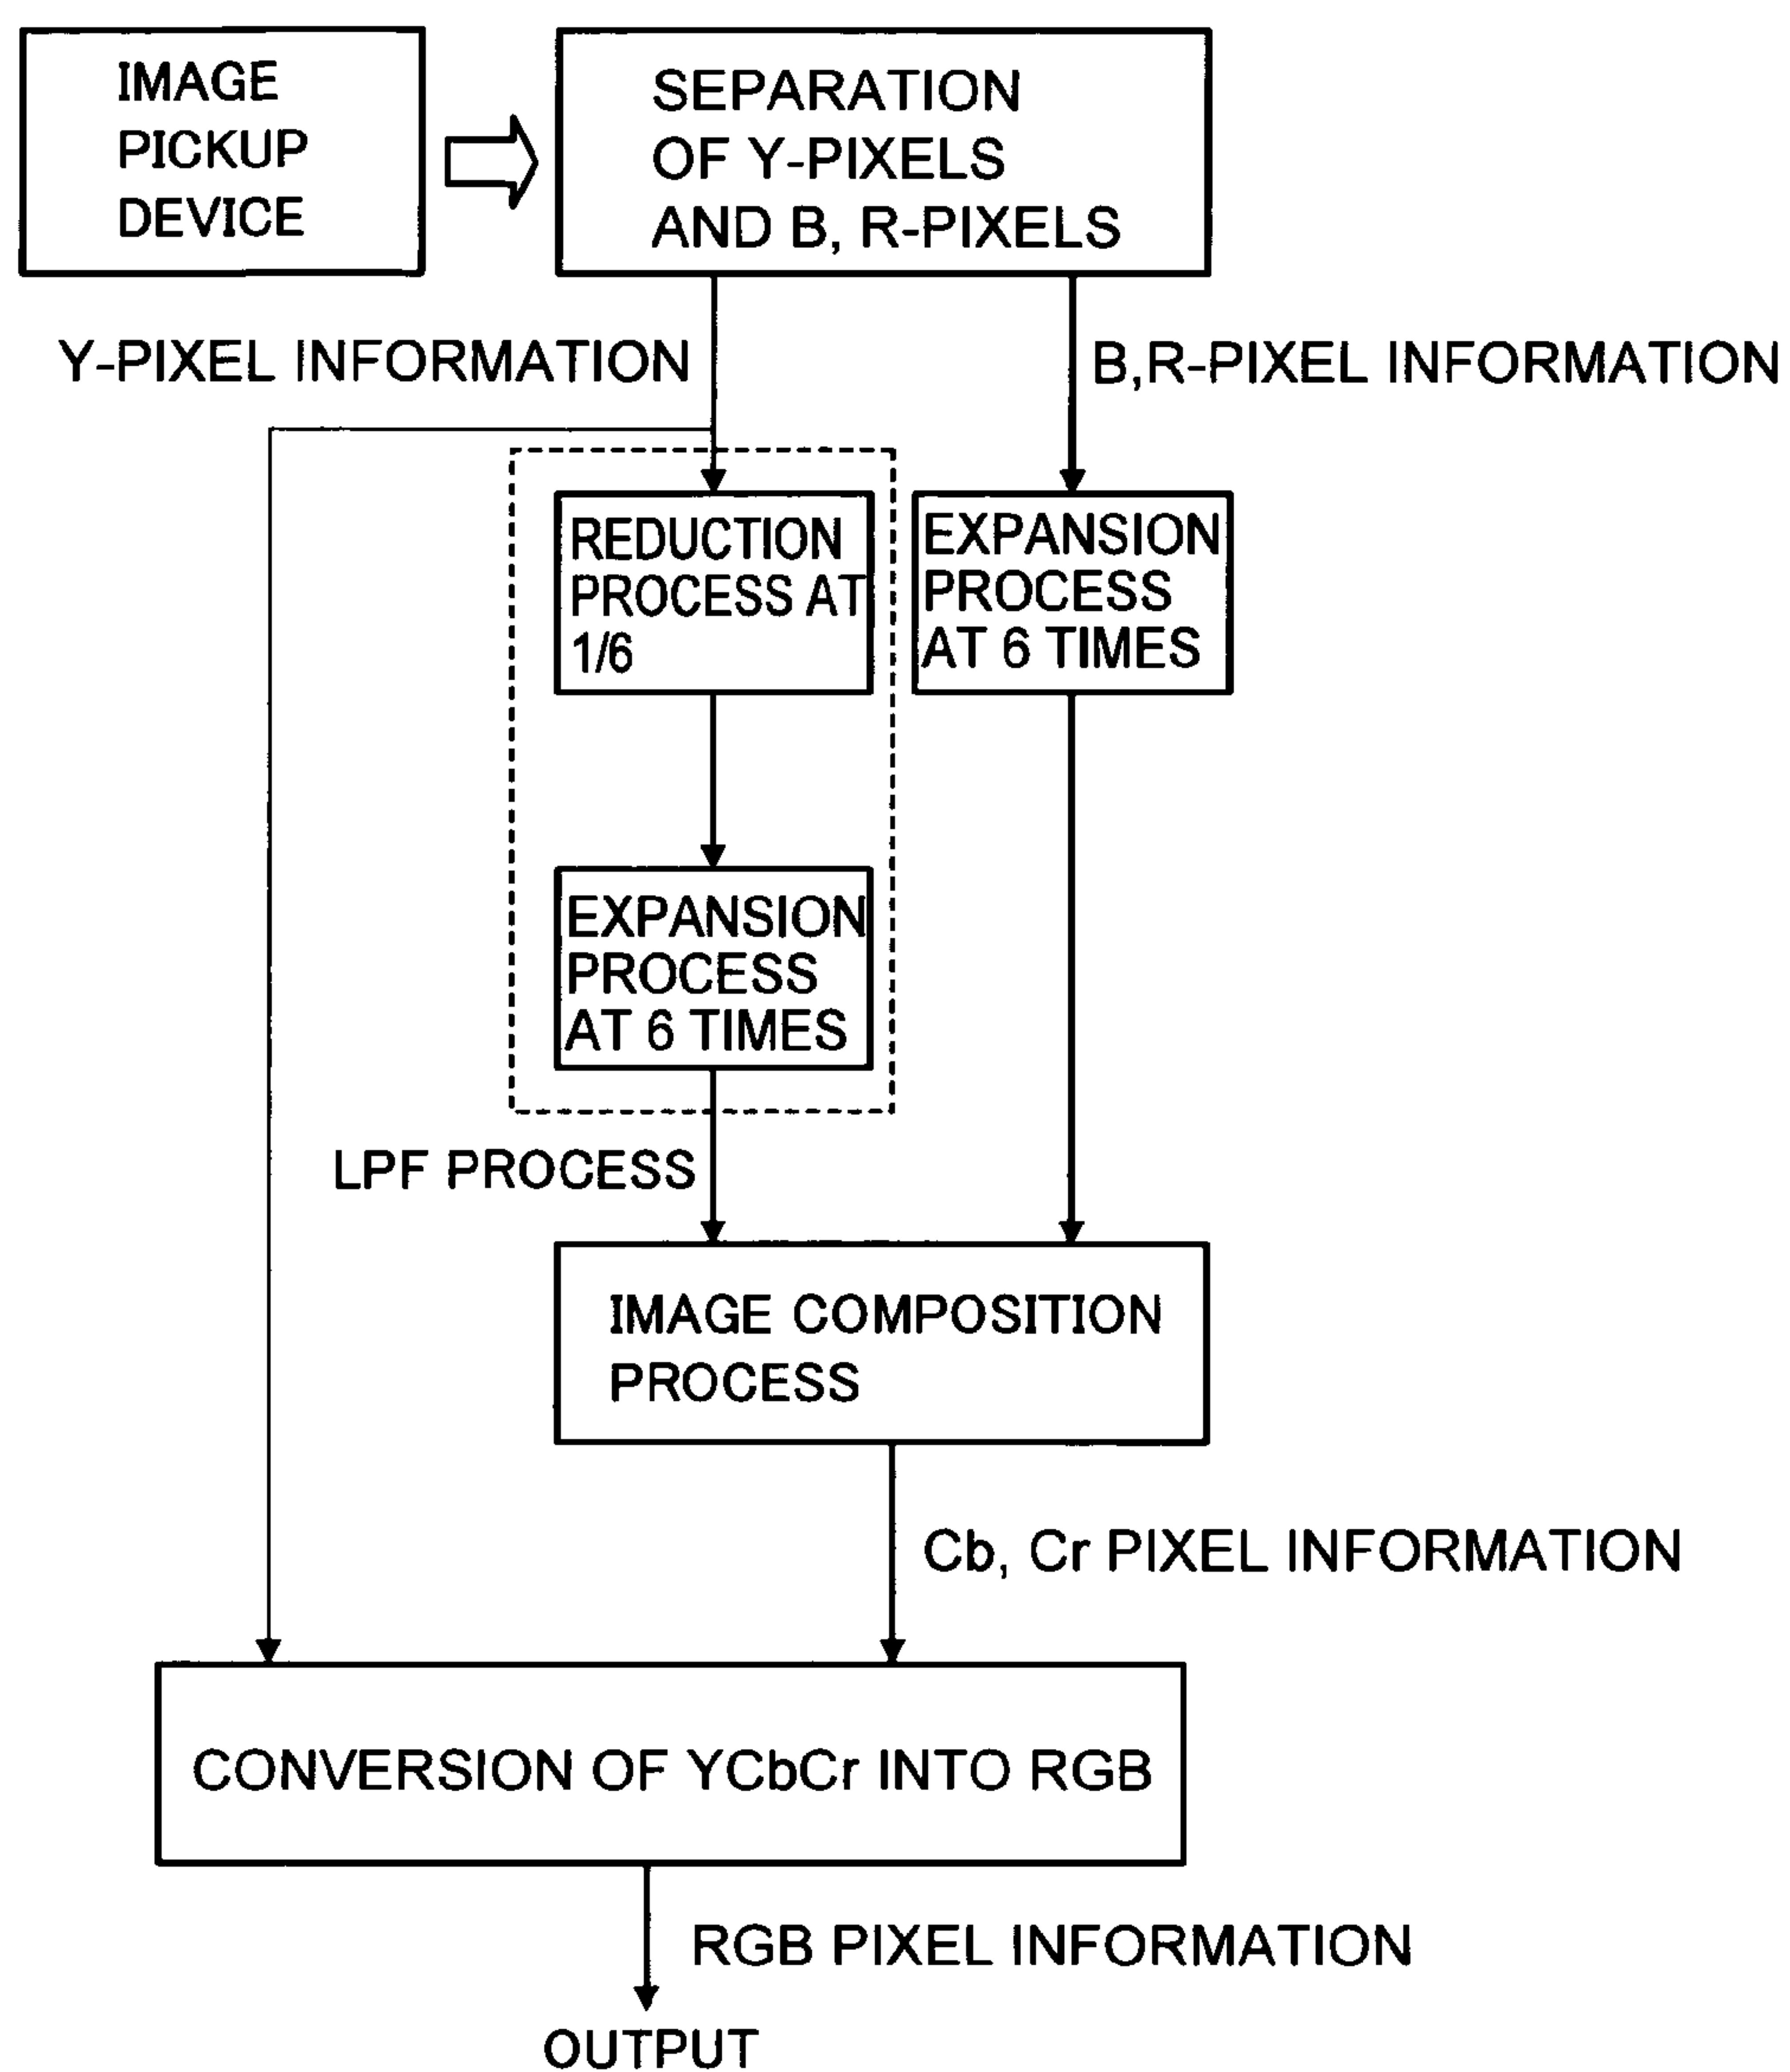 IMAGE
PICKUP
DEVICE
SEPARATION
OF Y-PIXELS
AND B, R-PIXELS
Y-PIXEL INFORMATION
B,R-PIXEL INFORMATION
REDUCTION
PROCESS AT
1/6
EXPANSION
PROCESS
AT 6 TIMES
EXPANSION
PROCESS
AT 6 TIMES
LPF PROCESS
IMAGE COMPOSITION
PROCESS
Cb, Cr PIXEL INFORMATION
CONVERSION OF YCbCr INTO RGB
RGB PIXEL INFORMATION
OUTPUT